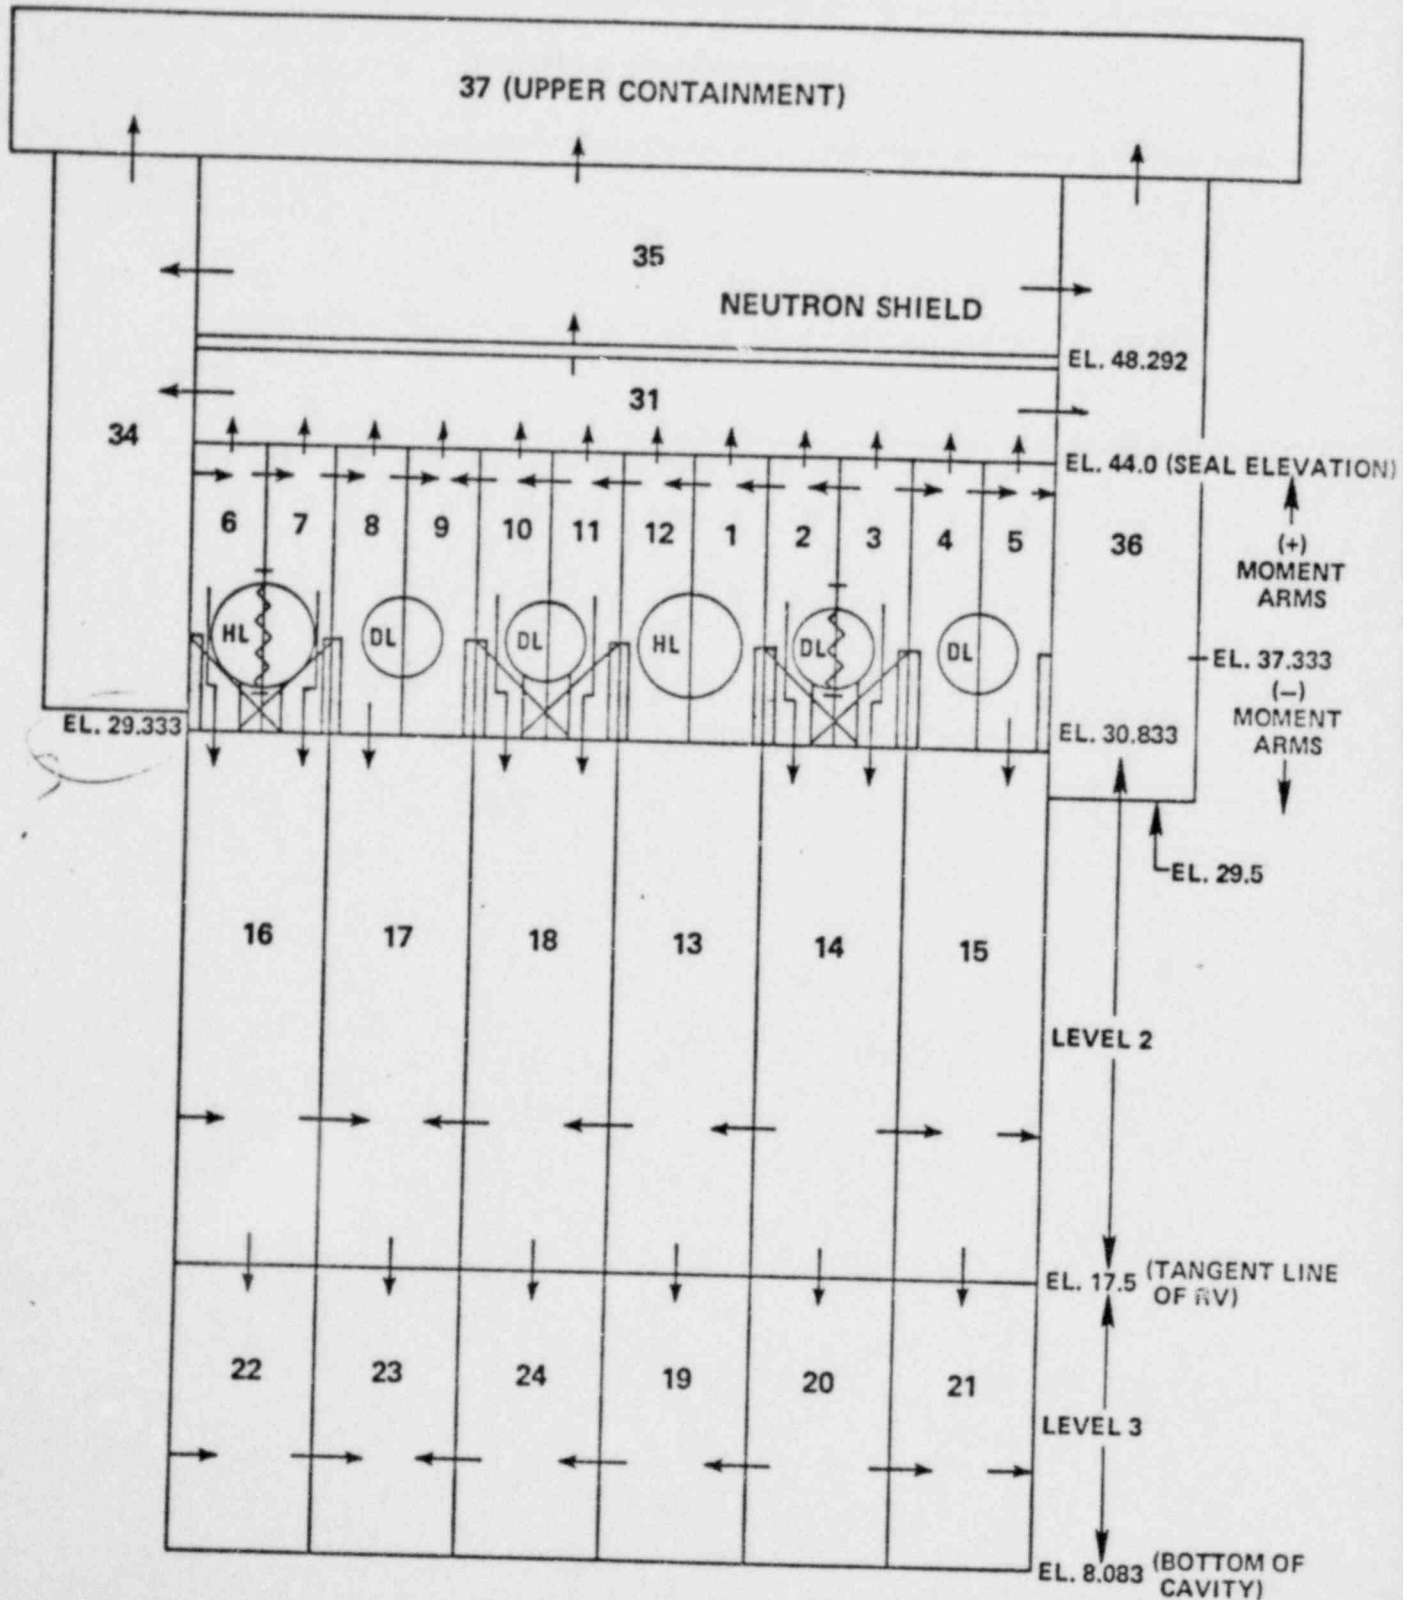 37 (UPPER CONTAINMENT)
35
NEUTRON SHIELD
EL. 48.292
31
34
EL. 44.0 (SEAL ELEVATION)
6 7 8 9 10 11 12 1 2 3 4 5
36
(+)
MOMENT
ARMS
HL DL DL HL DL DL
EL. 37.333
(–)
MOMENT
ARMS
EL. 29.333
EL. 30.833
EL. 29.5
16 17 18 13 14 15
LEVEL 2
EL. 17.5 (TANGENT LINE
OF RV)
22 23 24 19 20 21
LEVEL 3
EL. 8.083 (BOTTOM OF
CAVITY)